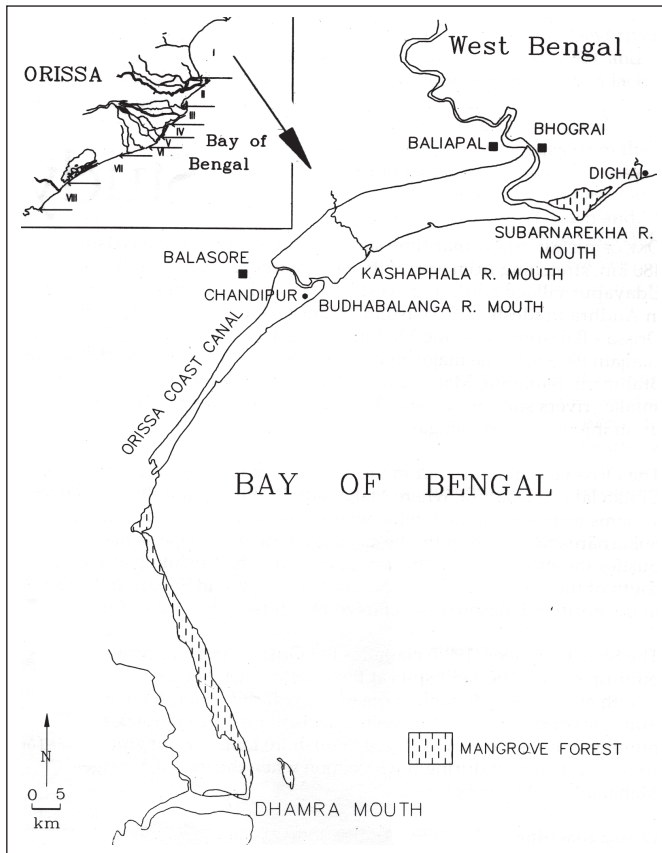 ORISSA
I
II
III
IV
V
VI
VII
VIII
Bay of
Bengal
West Bengal
BALIAPAL
BHOGRAI
DIGHA
SUBARNAREKHA R.
MOUTH
BALASORE
KASHAPHALA R. MOUTH
CHANDIPUR
BUDHABALANGA R. MOUTH
ORISSA COAST CANAL
BAY OF BENGAL
MANGROVE FOREST
N
0 5
km
DHAMRA MOUTH